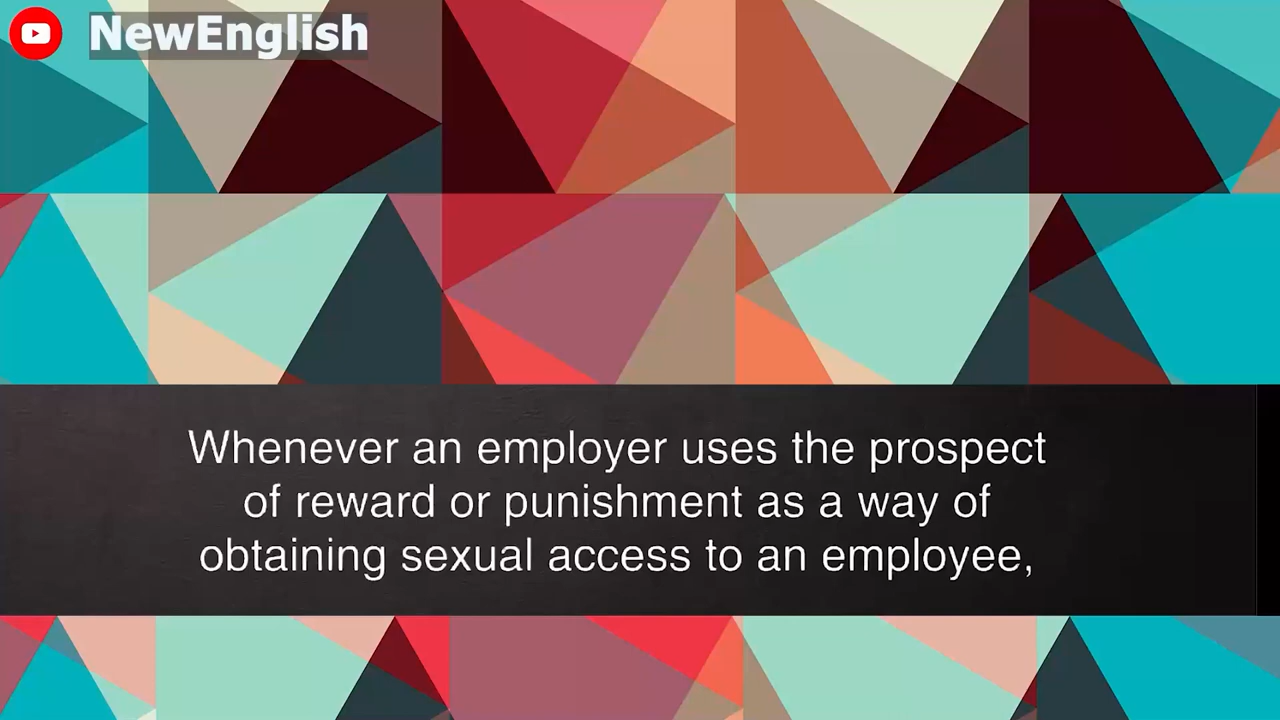 NewEnglish
Whenever an employer uses the prospect
of reward or punishment as a way of
obtaining sexual access to an employee,